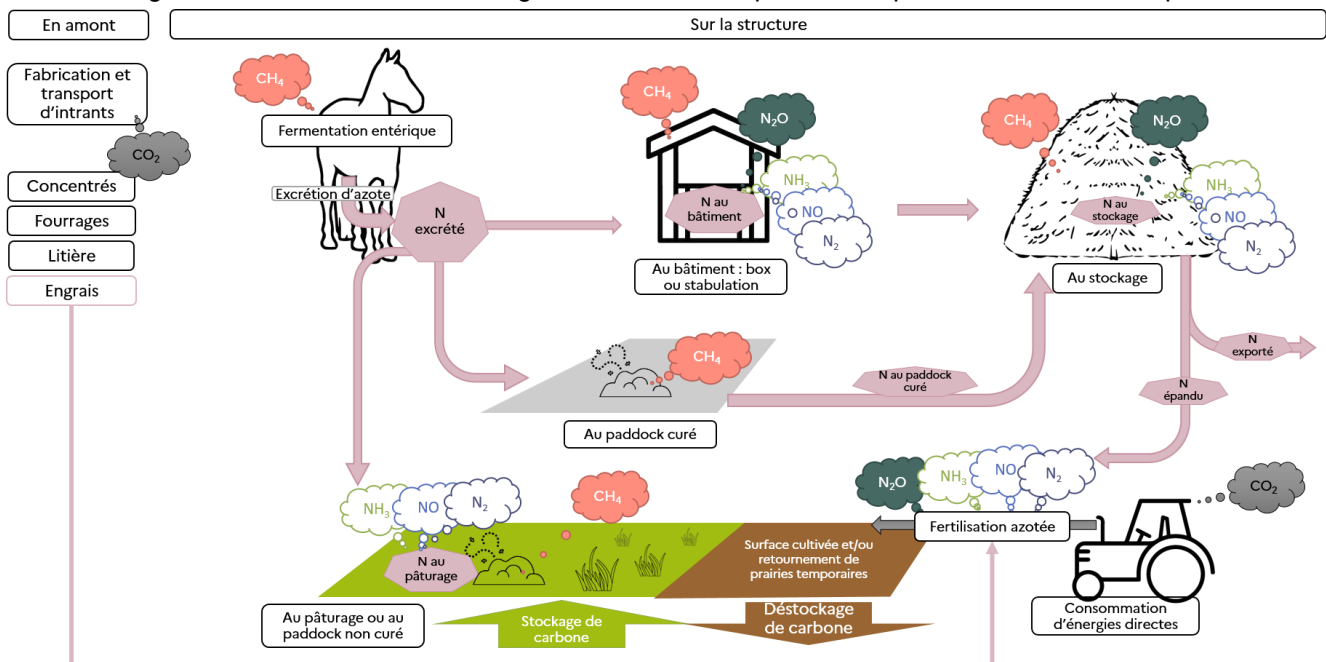 En amont
Sur la structure
Fabrication et
transport
d'intrants
CO₂
Concentrés
Fourrages
Litière
Engrais
CH₄
Fermentation entérique
Excrétion d'azote
N
excrété
CH₄
N₂O
NH₃
NO
N₂
N au
bâtiment
Au bâtiment : box
ou stabulation
CH₄
N₂O
NH₃
NO
N₂
N au
stockage
Au stockage
N
exporté
N
épandu
CH₄
N au paddock
curé
Au paddock curé
NH₃
NO
N₂
CH₄
N au
pâturage
Au pâturage ou au
paddock non curé
Stockage de
carbone
Surface cultivée et/ou
retournement de
prairies temporaires
Déstockage
de carbone
N₂O
NH₃
NO
N₂
Fertilisation azotée
CO₂
Consommation
d'énergies directes